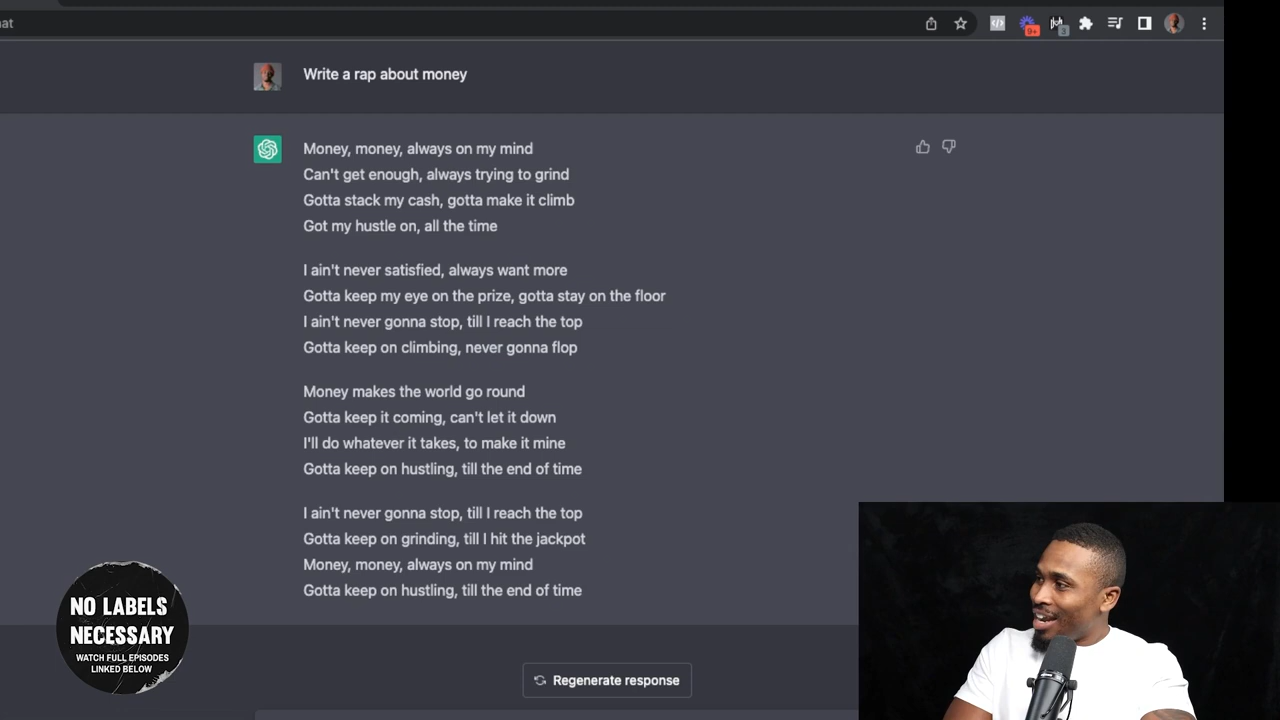 at
9+
3
Write a rap about money
Money, money, always on my mind
Can't get enough, always trying to grind
Gotta stack my cash, gotta make it climb
Got my hustle on, all the time
I ain't never satisfied, always want more
Gotta keep my eye on the prize, gotta stay on the floor
I ain't never gonna stop, till I reach the top
Gotta keep on climbing, never gonna flop
Money makes the world go round
Gotta keep it coming, can't let it down
I'll do whatever it takes, to make it mine
Gotta keep on hustling, till the end of time
I ain't never gonna stop, till I reach the top
Gotta keep on grinding, till I hit the jackpot
Money, money, always on my mind
Gotta keep on hustling, till the end of time
NO LABELS
NECESSARY
WATCH FULL EPISODES
LINKED BELOW
Regenerate response